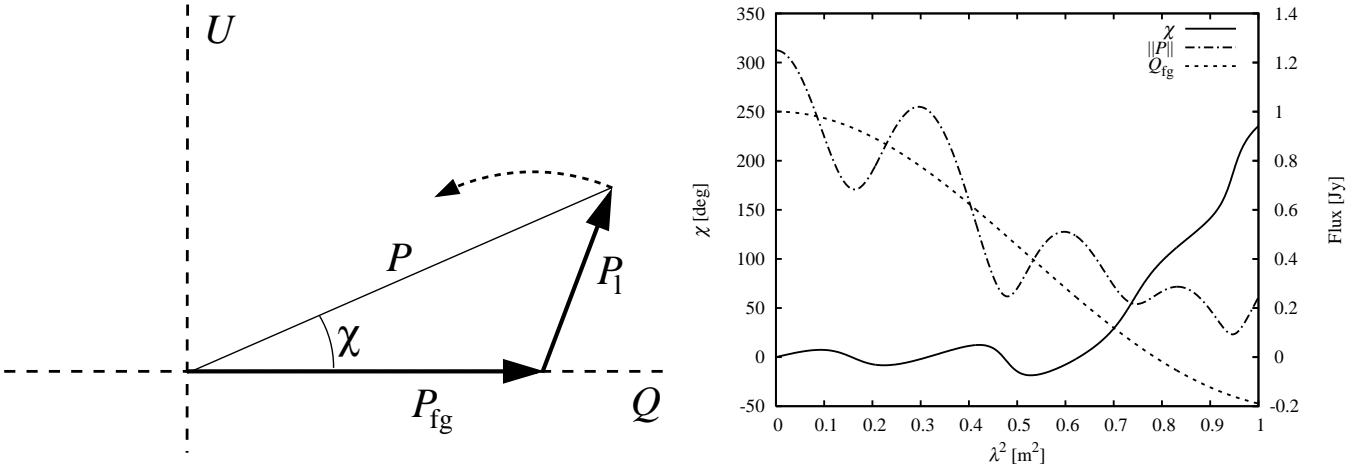 U
P
P₁
χ
P_fg
Q
350
300
250
200
150
100
50
0
-50
χ [deg]
χ
||P||
Q_fg
1.4
1.2
1
0.8
0.6
0.4
0.2
0
-0.2
Flux [Jy]
0 0.1 0.2 0.3 0.4 0.5 0.6 0.7 0.8 0.9 1
λ² [m²]